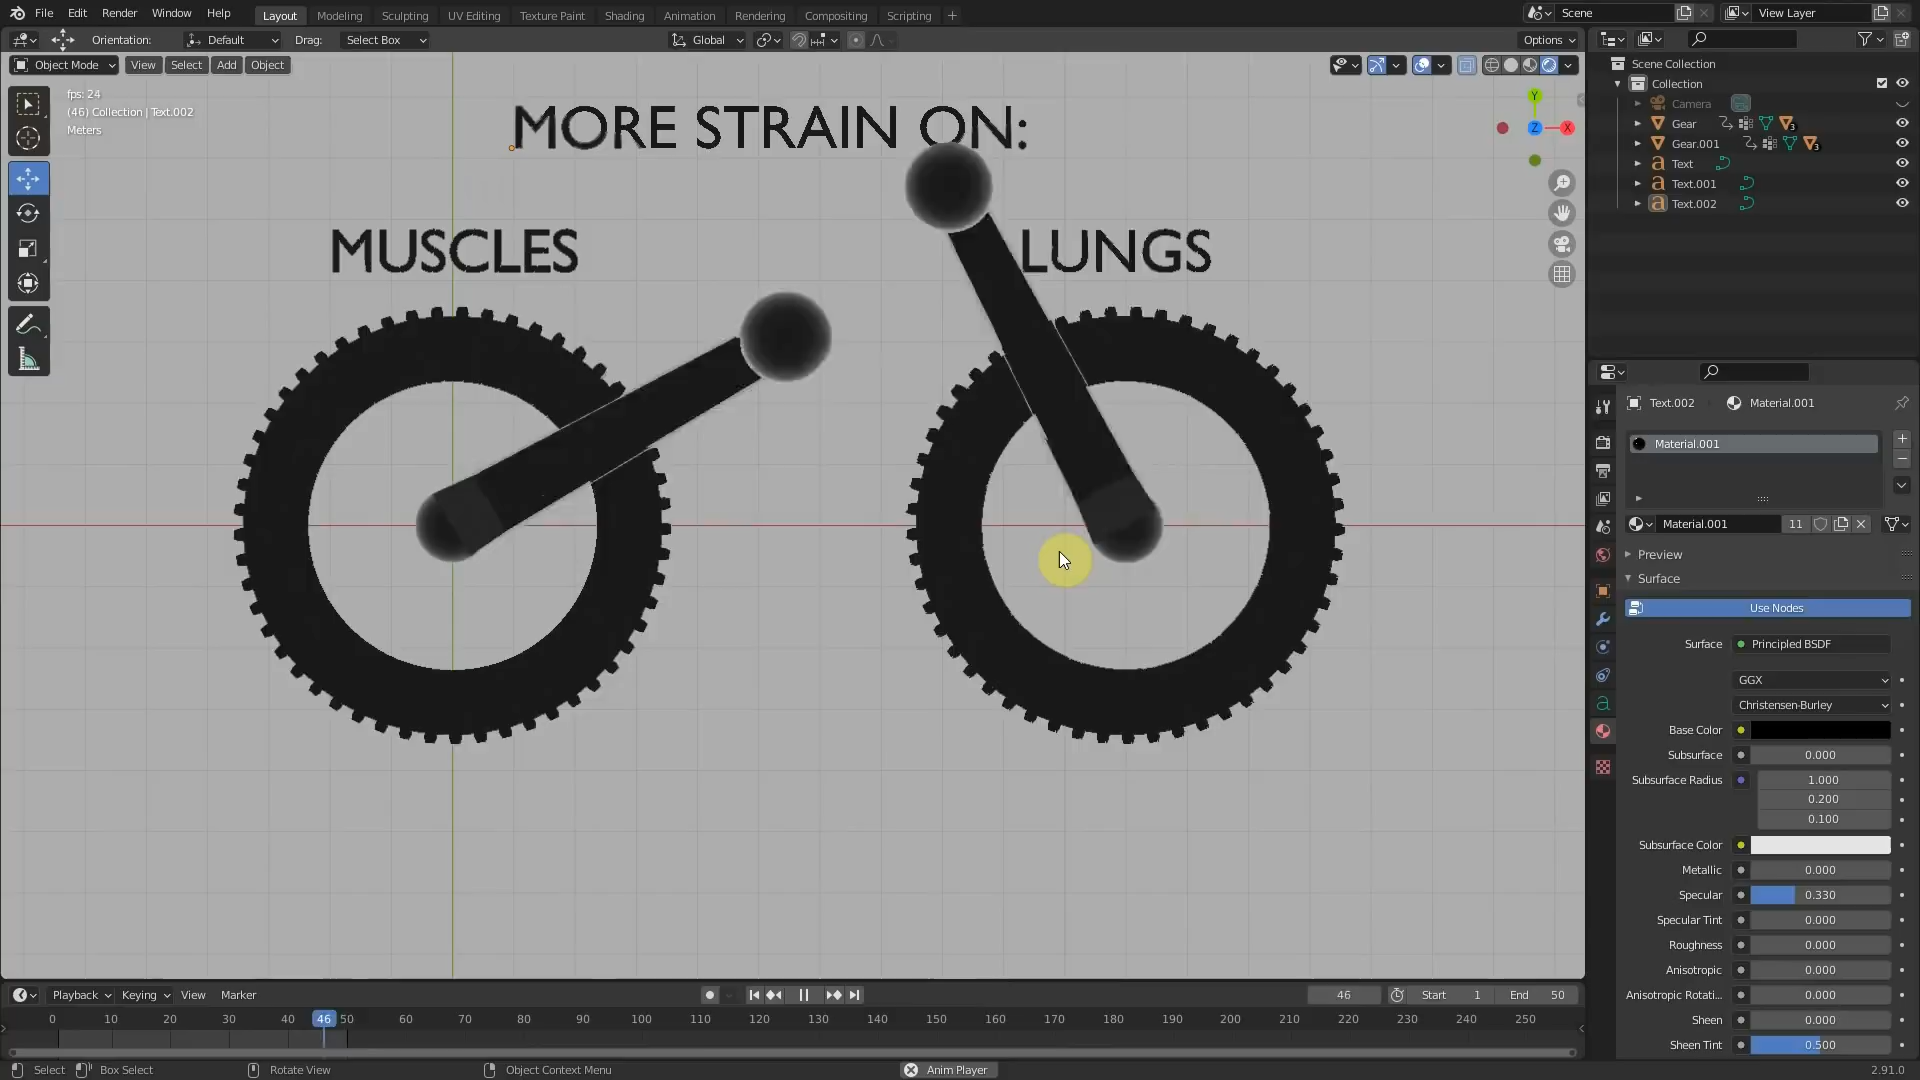 File Edit Render Window Help Layout Modeling Sculpting UV Editing Texture Paint Shading Animation Rendering Compositing Scripting + Scene View Layer
Orientation: Default Drag: Select Box Global Options
Object Mode View Select Add Object
fps: 24
(46) Collection | Text.002
Meters
MORE STRAIN ON:
MUSCLES LUNGS
Y
Z X
Scene Collection
Collection
Camera
Gear 3
Gear.001 3
a Text
a Text.001
a Text.002
Text.002 Material.001
Material.001
Material.001 11
Preview
Surface
Use Nodes
Surface Principled BSDF
GGX
Christensen-Burley
Base Color
Subsurface 0.000
Subsurface Radius 1.000
0.200
0.100
Subsurface Color
Metallic 0.000
Specular 0.330
Specular Tint 0.000
Roughness 0.000
Anisotropic 0.000
Anisotropic Rotati... 0.000
Sheen 0.000
Sheen Tint 0.500
Playback Keying View Marker 46 Start 1 End 50
0 10 20 30 40 46 50 60 70 80 90 100 110 120 130 140 150 160 170 180 190 200 210 220 230 240 250
Select Box Select Rotate View Object Context Menu Anim Player 2.91.0